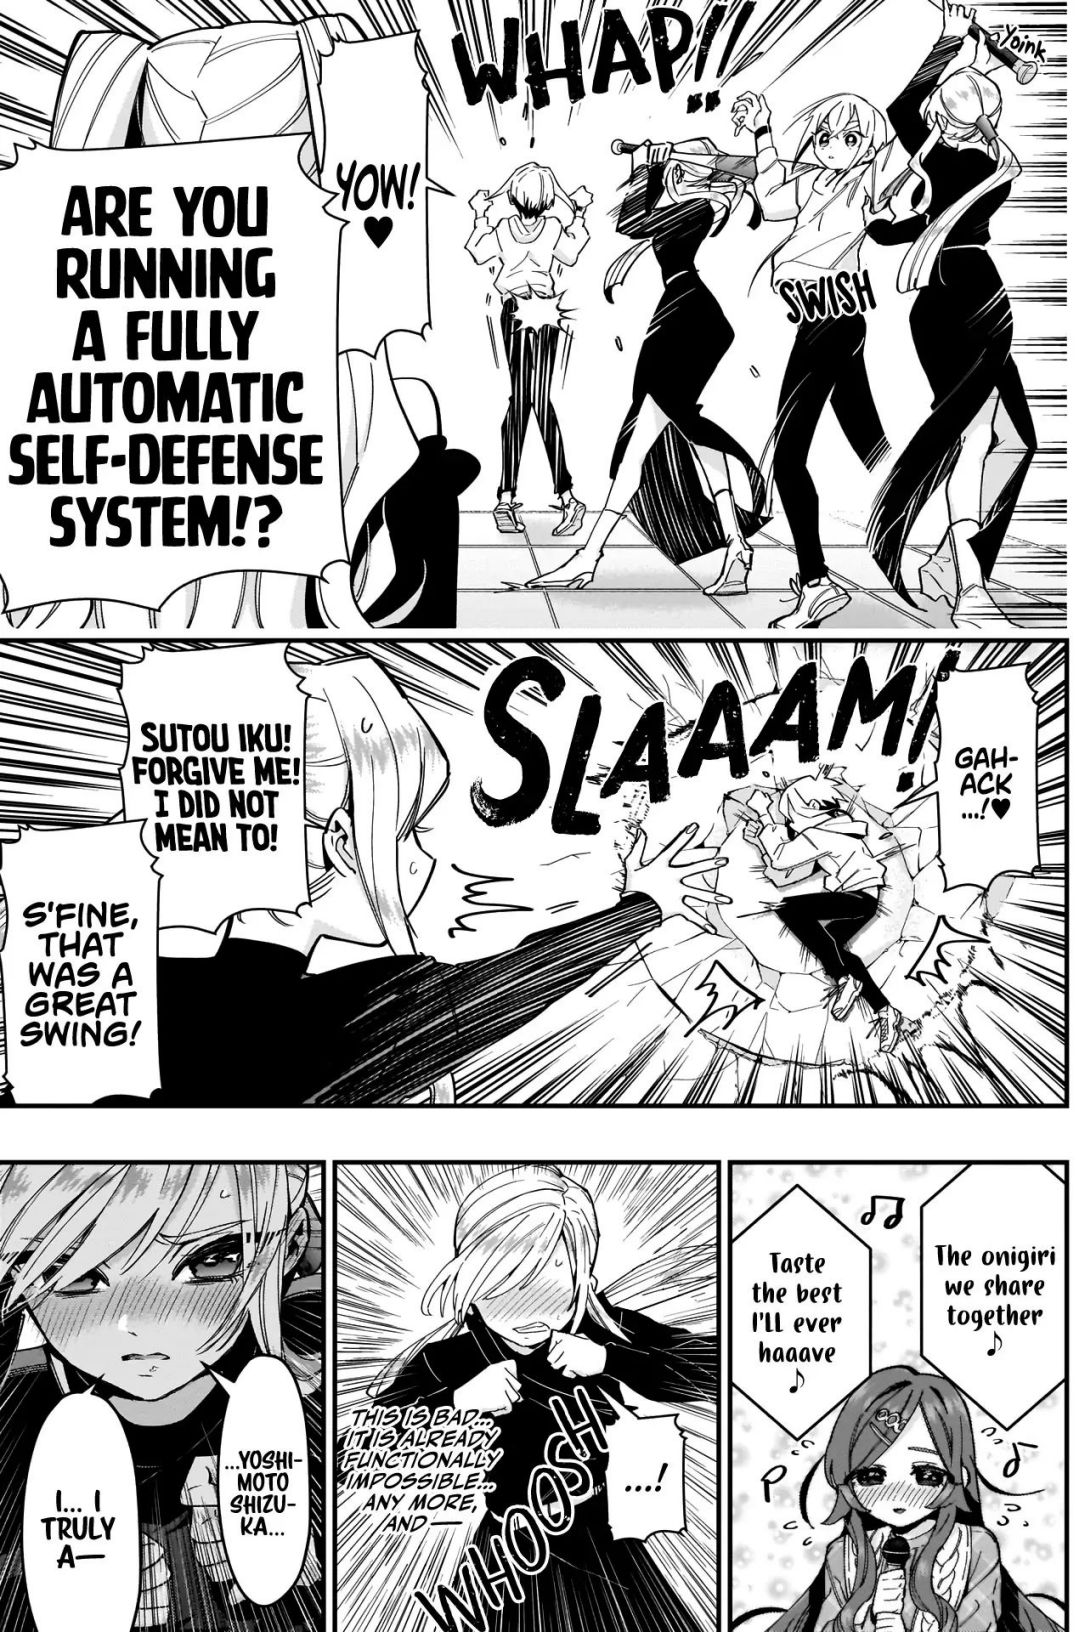 Yoink
WHAP!!
SWISH
YOW!
♥
ARE YOU
RUNNING
A FULLY
AUTOMATIC
SELF-DEFENSE
SYSTEM!?
GAH-
ACK
...!♥
SLAAAM!
SUTOU IKU!
FORGIVE ME!
I DID NOT
MEAN TO!
S'FINE,
THAT
WAS A
GREAT
SWING!
The onigiri
we share
together
♪
Taste
the best
I'll ever
haaave
♪
....!
THIS IS BAD...
IT IS ALREADY
FUNCTIONALLY
IMPOSSIBLE...
ANY MORE,
AND —
WHOOSH
...YOSHI-
MOTO
SHIZU-
KA...
I... I
TRULY
A—